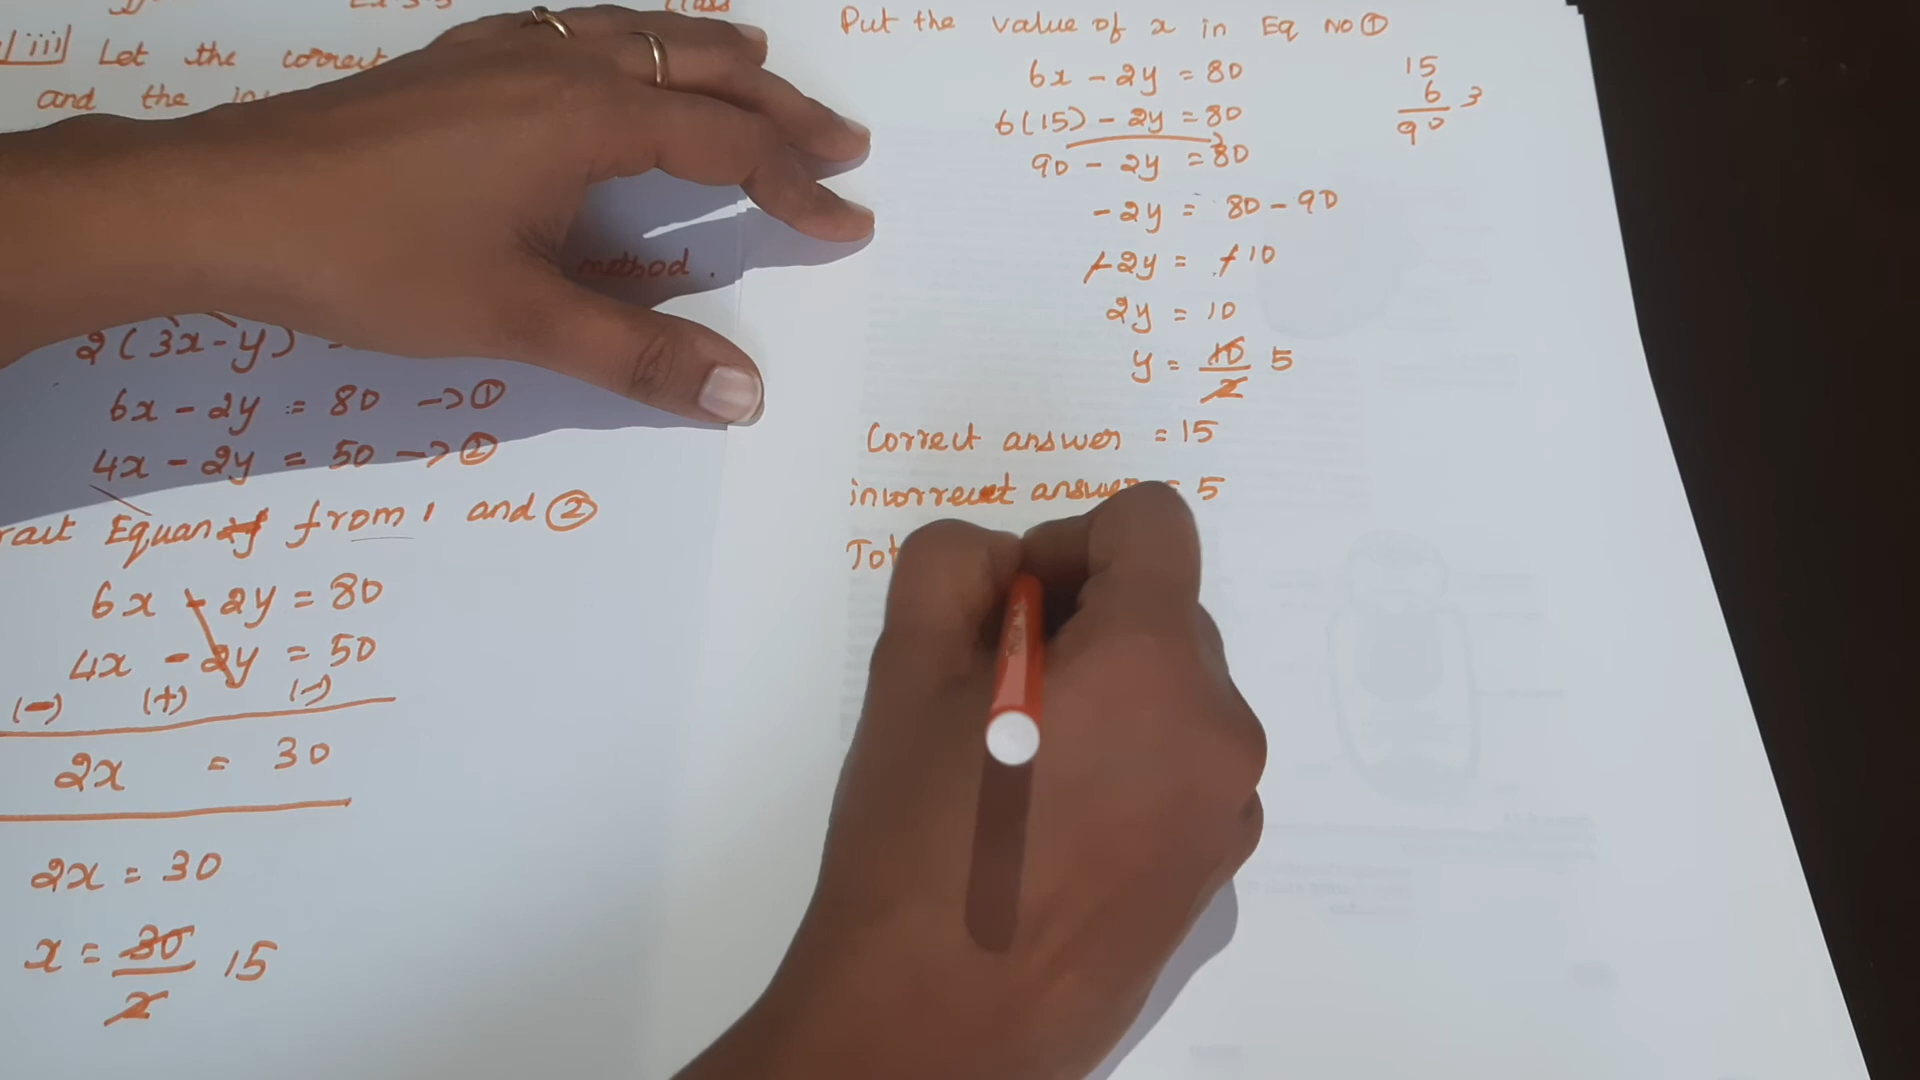 Class
iii Let the correct
and the
method.
2(3x-y) -
6x - 2y = 80 → ①
4x - 2y = 50 → ②
Equan from 1 and ②
6x - 2y = 80
4x - 2y = 50
(-) (+) (-)
2x = 30
2x = 30
x = 30/2 15
Put the value of x in Eq No ①
6x - 2y = 80
6(15) - 2y = 80
90 - 2y = 80
-2y = 80 - 90
-2y = -10
2y = 10
y = 10/2 5
Correct answer = 15
incorreuct answer = 5
15
6 3
90